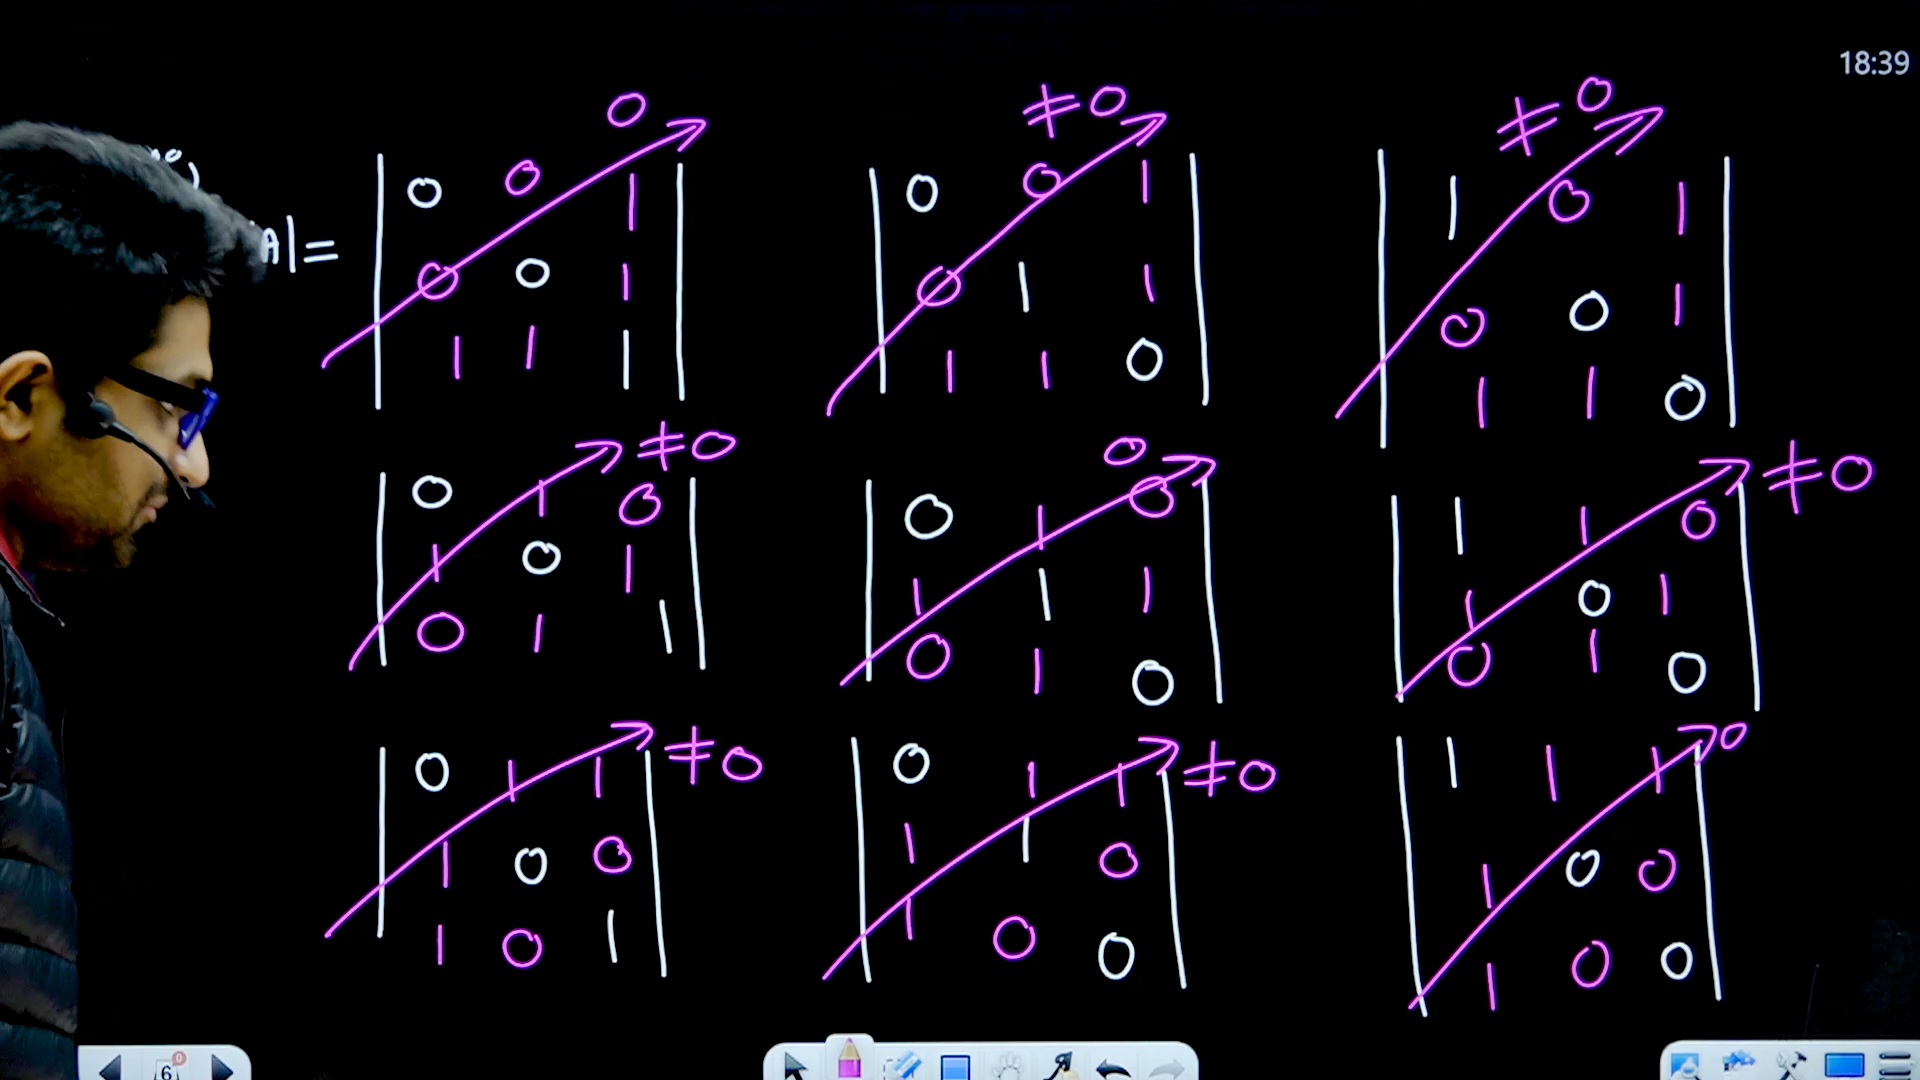 18:39
0 ≠0 ≠0
A|= | 0 0 1 | | 0 0 1 | | 1 0 1 |
| 0 0 1 | | 0 1 1 | | 0 0 1 |
| 1 1 1 | | 1 1 0 | | 1 1 0 |
≠0 0 ≠0
| 0 1 0 | | 0 1 0 | | 1 1 0 |
| 1 0 1 | | 1 1 1 | | 1 0 1 |
| 0 1 1 | | 0 1 0 | | 0 1 0 |
≠0 ≠0 0
| 0 1 1 | | 0 1 1 | | 1 1 1 |
| 1 0 0 | | 1 1 0 | | 1 0 0 |
| 1 0 1 | | 1 0 0 | | 1 0 0 |
6 0